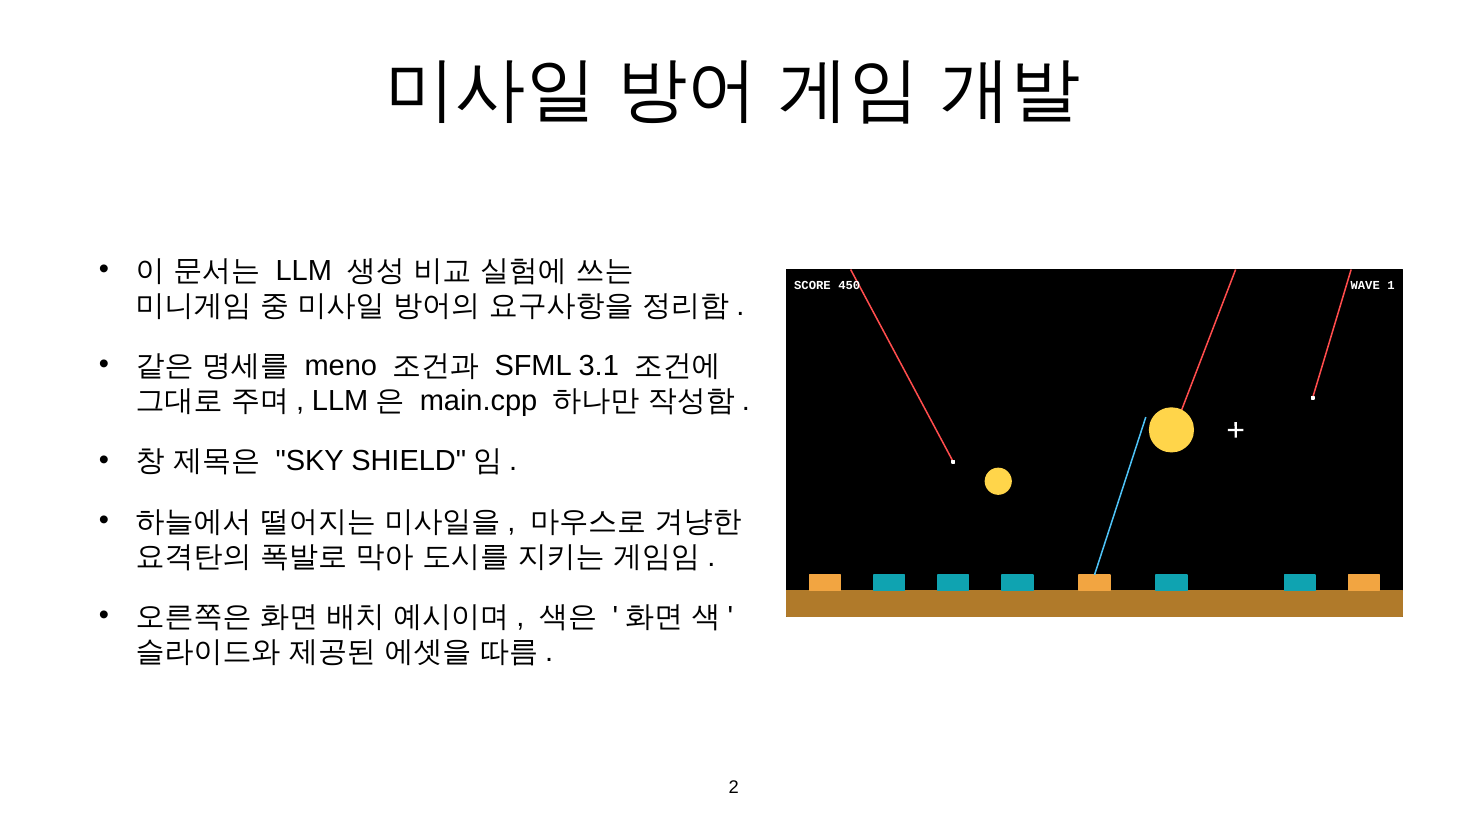 미사일 방어 게임 개발
• 이 문서는 LLM 생성 비교 실험에 쓰는
미니게임 중 미사일 방어의 요구사항을 정리함 .
• 같은 명세를 meno 조건과 SFML 3.1 조건에
그대로 주며 , LLM 은 main.cpp 하나만 작성함 .
• 창 제목은 "SKY SHIELD" 임 .
• 하늘에서 떨어지는 미사일을 , 마우스로 겨냥한
요격탄의 폭발로 막아 도시를 지키는 게임임 .
• 오른쪽은 화면 배치 예시이며 , 색은 ' 화면 색 '
슬라이드와 제공된 에셋을 따름 .
SCORE 450
WAVE 1
2